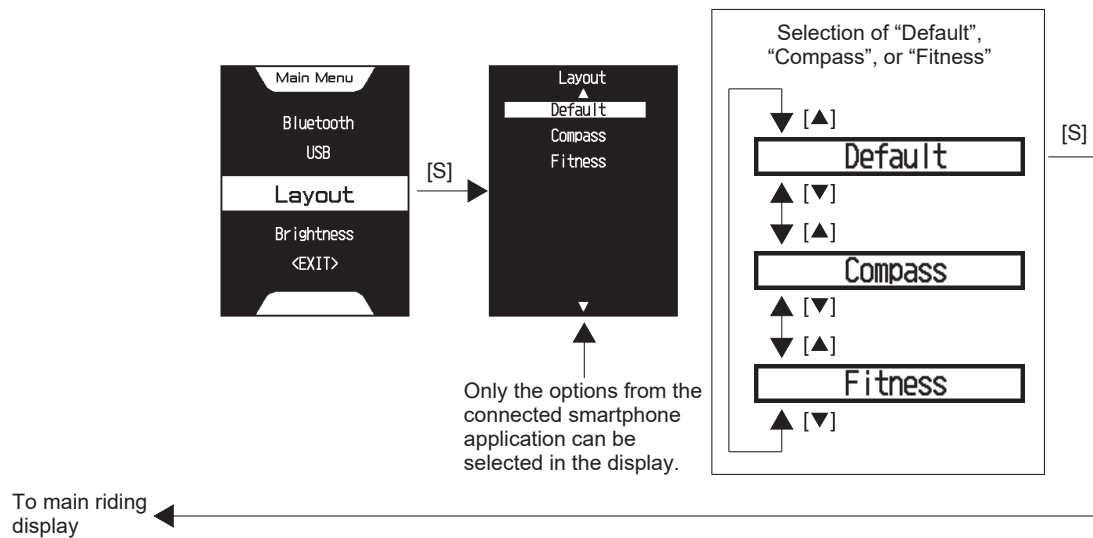 Main Menu
Bluetooth
USB
Layout
Brightness
<EXIT>
[S]
Layout
▲
Default
Compass
Fitness
▼
Only the options from the
connected smartphone
application can be
selected in the display.
Selection of “Default”,
“Compass”, or “Fitness”
[▲]
Default
[▼]
[▲]
Compass
[▼]
[▲]
Fitness
[▼]
[S]
To main riding
display